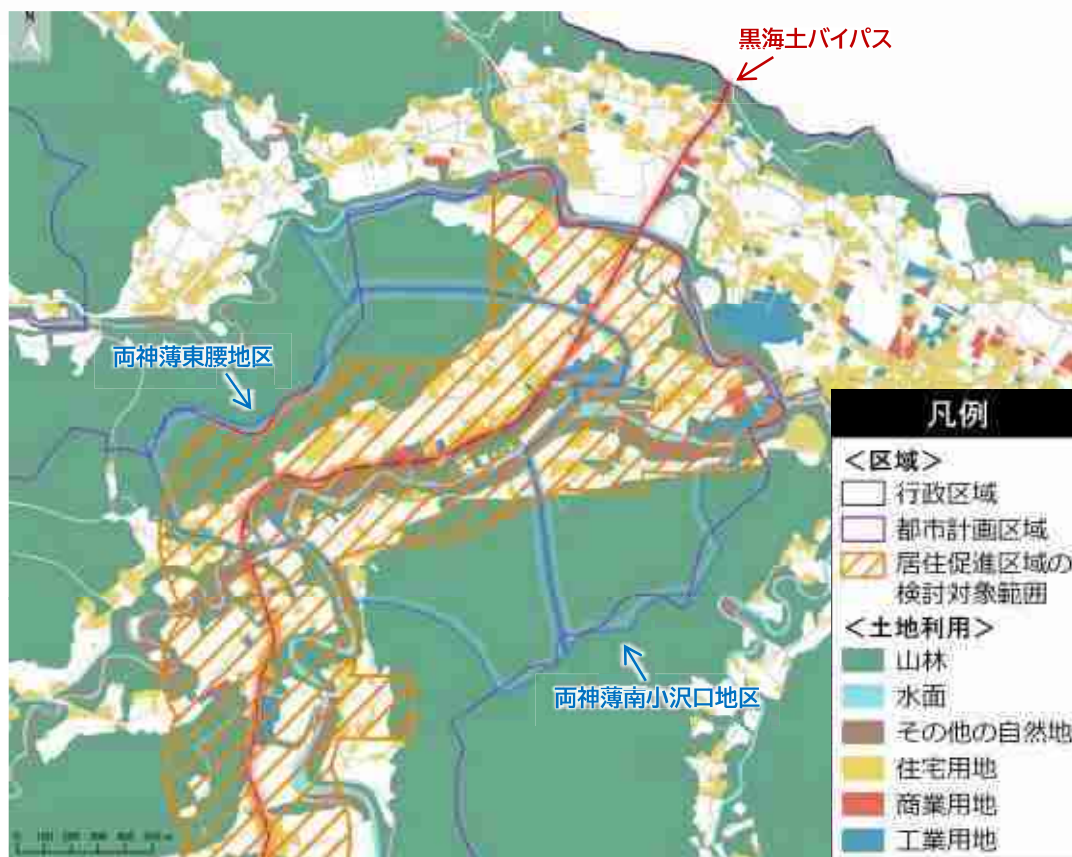 N
黒海土バイパス
両神薄東腰地区
両神薄南小沢口地区
凡例
<区域>
行政区域
都市計画区域
居住促進区域の
検討対象範囲
<土地利用>
山林
水面
その他の自然地
住宅用地
商業用地
工業用地